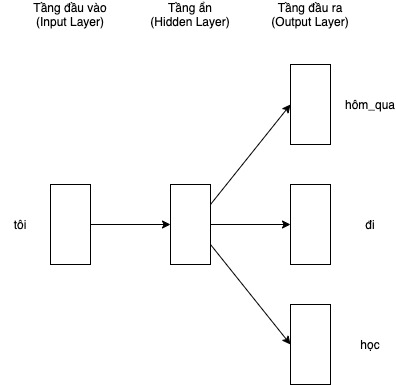 Tầng đầu vào
(Input Layer)
Tầng ẩn
(Hidden Layer)
Tầng đầu ra
(Output Layer)
hôm_qua
tôi
đi
học